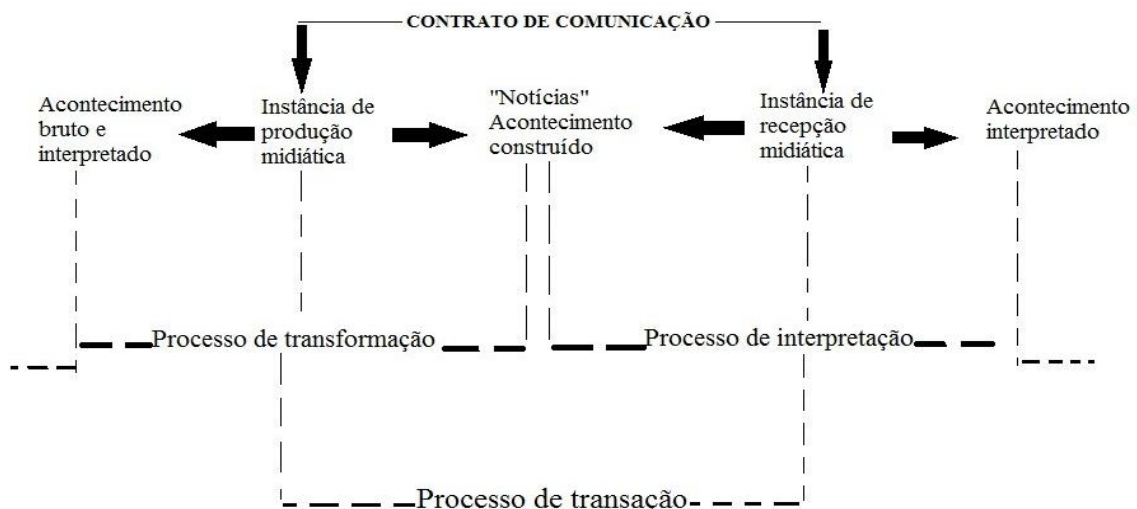 CONTRATO DE COMUNICAÇÃO
Acontecimento
bruto e
interpretado
Instância de
produção
midiática
"Notícias"
Acontecimento
construído
Instância de
recepção
midiática
Acontecimento
interpretado
Processo de transformação
Processo de interpretação
Processo de transação